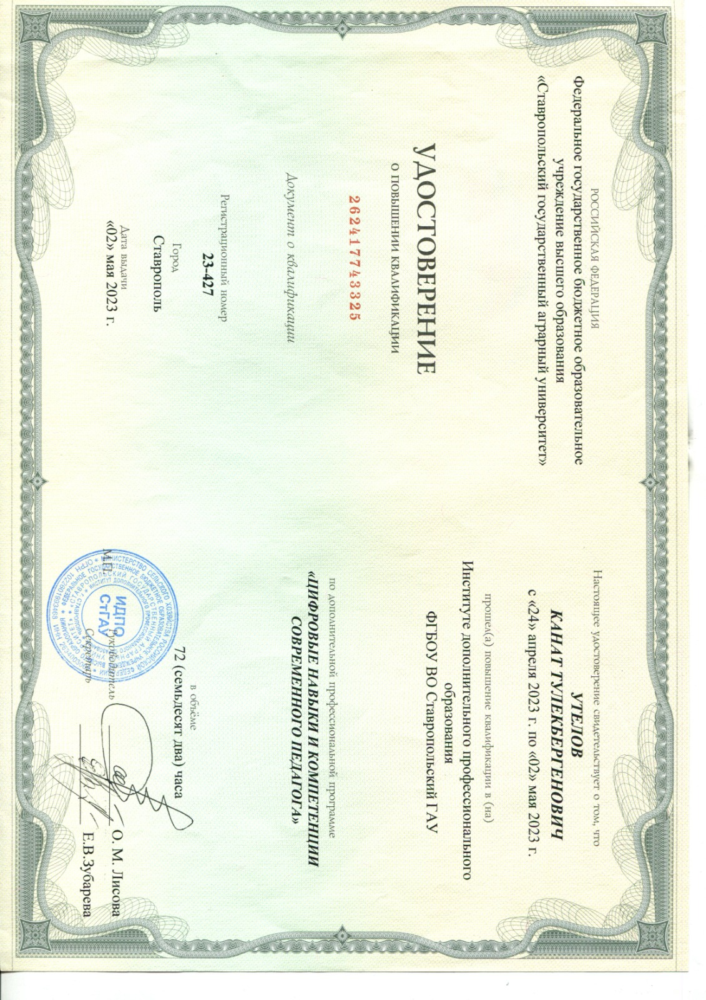 РОССИЙСКАЯ ФЕДЕРАЦИЯ
Федеральное государственное бюджетное образовательное
учреждение высшего образования
«Ставропольский государственный аграрный университет»
УДОСТОВЕРЕНИЕ
О ПОВЫШЕНИИ КВАЛИФИКАЦИИ
262417743325
Документ о квалификации
Регистрационный номер
23-427
Город
Ставрополь
Дата выдачи
«02» мая 2023 г.
Настоящее удостоверение свидетельствует о том, что
УТЕЛОВ
КАНАТ ТУЛЕКБЕРГЕНОВИЧ
с «24» апреля 2023 г. по «02» мая 2023 г.
прошел(а) повышение квалификации в (на)
Институте дополнительного профессионального
образования
ФГБОУ ВО Ставропольский ГАУ
по дополнительной профессиональной программе
«ЦИФРОВЫЕ НАВЫКИ И КОМПЕТЕНЦИИ
СОВРЕМЕННОГО ПЕДАГОГА»
в объёме
72 (семьдесят два) часа
М.П.
ИДПО
СтГАУ
Руководитель О. М. Лисова
Секретарь Е.В.Зубарева